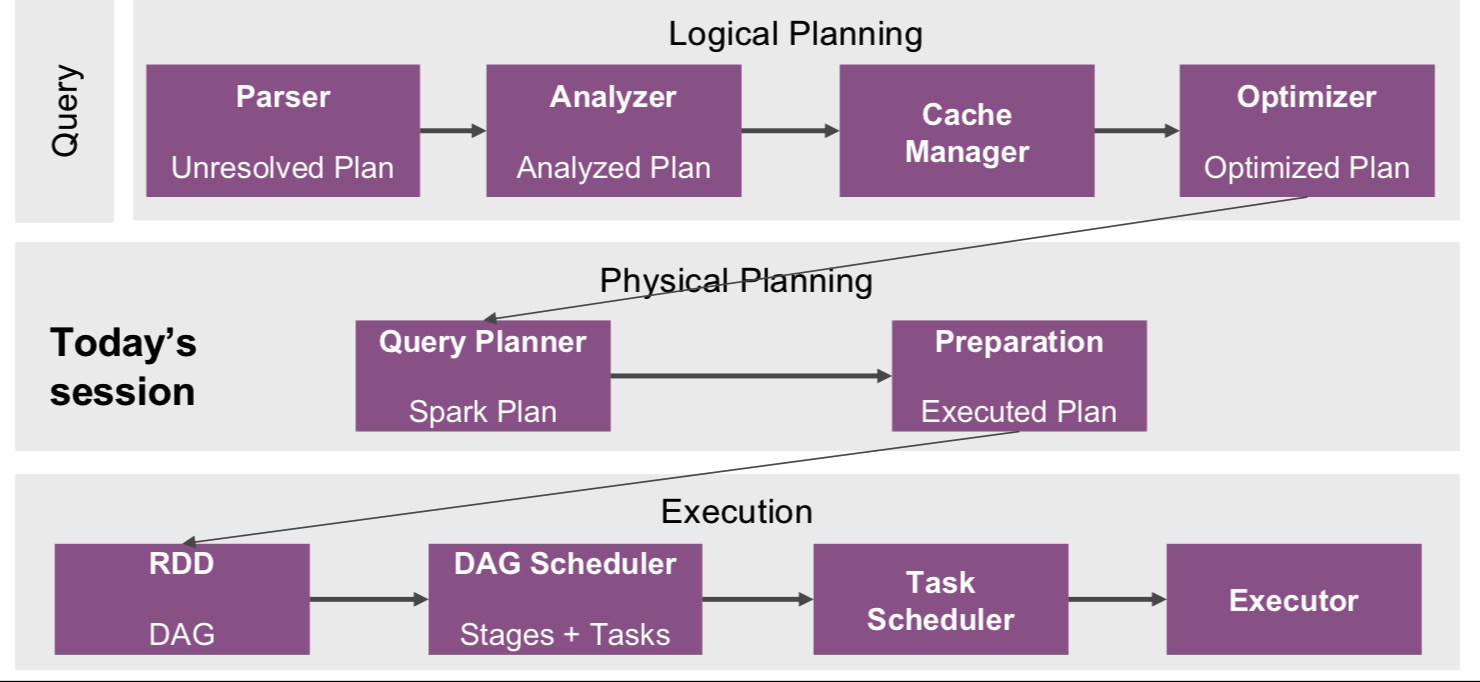 Query
Logical Planning
Parser
Unresolved Plan
Analyzer
Analyzed Plan
Cache
Manager
Optimizer
Optimized Plan
Today’s
session
Physical Planning
Query Planner
Spark Plan
Preparation
Executed Plan
Execution
RDD
DAG
DAG Scheduler
Stages + Tasks
Task
Scheduler
Executor